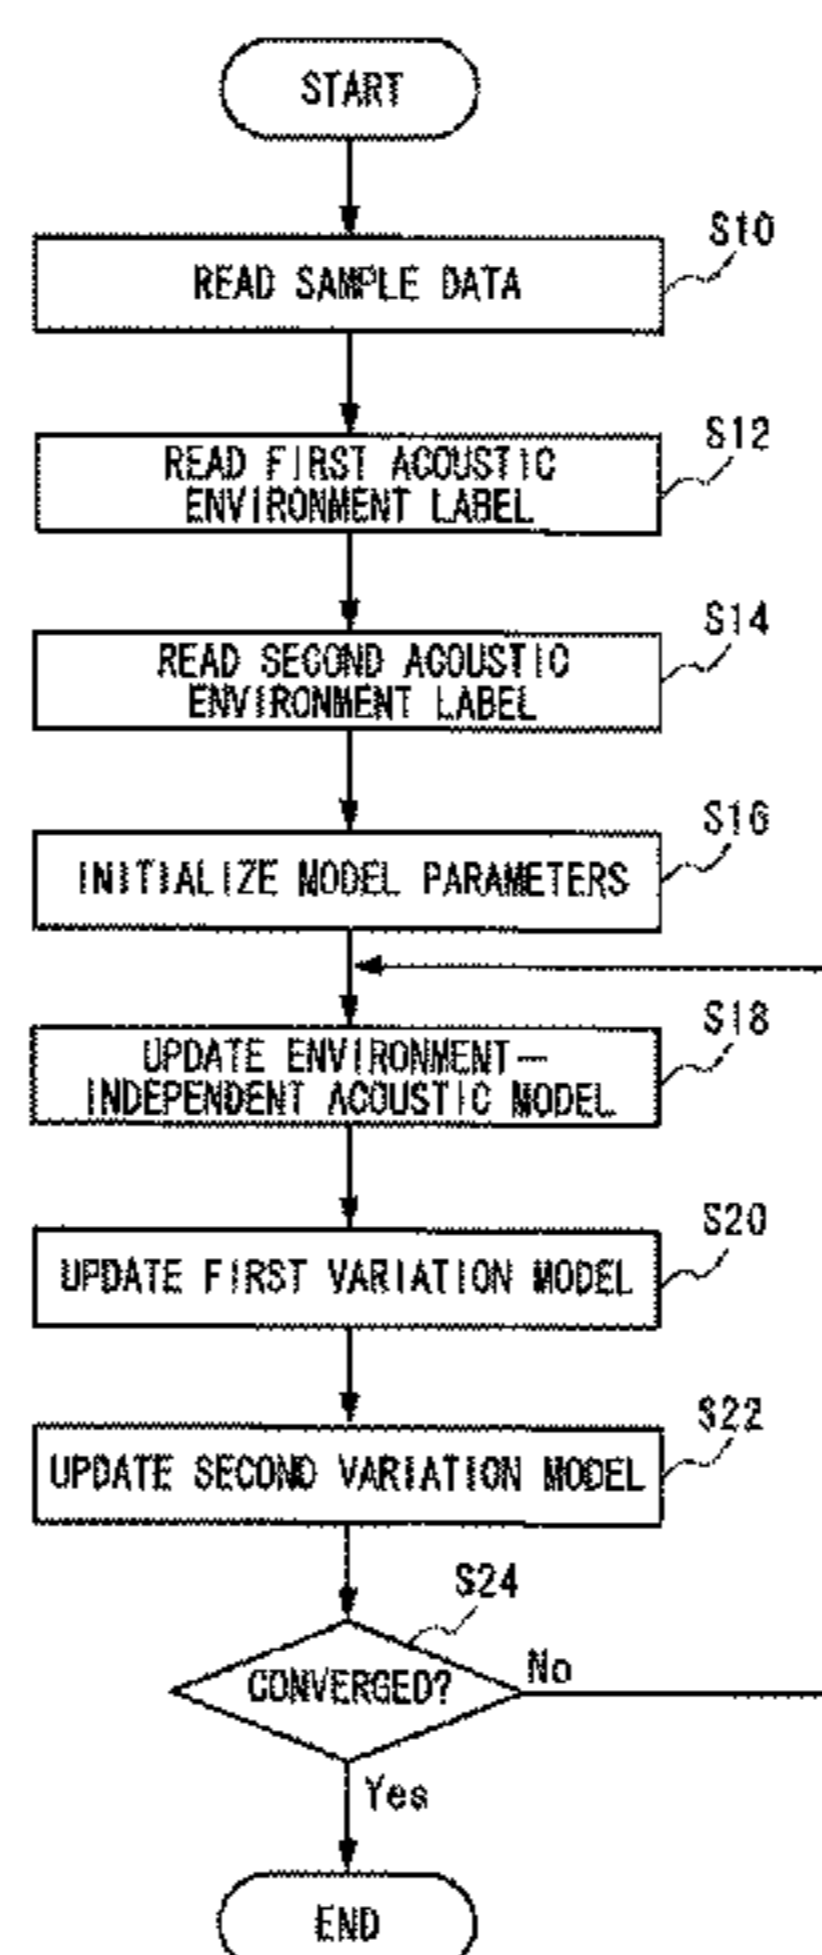 START
S10
READ SAMPLE DATA
S12
READ FIRST ACOUSTIC
ENVIRONMENT LABEL
S14
READ SECOND ACOUSTIC
ENVIRONMENT LABEL
S16
INITIALIZE MODEL PARAMETERS
S18
UPDATE ENVIRONMENT—
INDEPENDENT ACOUSTIC MODEL
S20
UPDATE FIRST VARIATION MODEL
S22
UPDATE SECOND VARIATION MODEL
S24
CONVERGED?
No
Yes
END